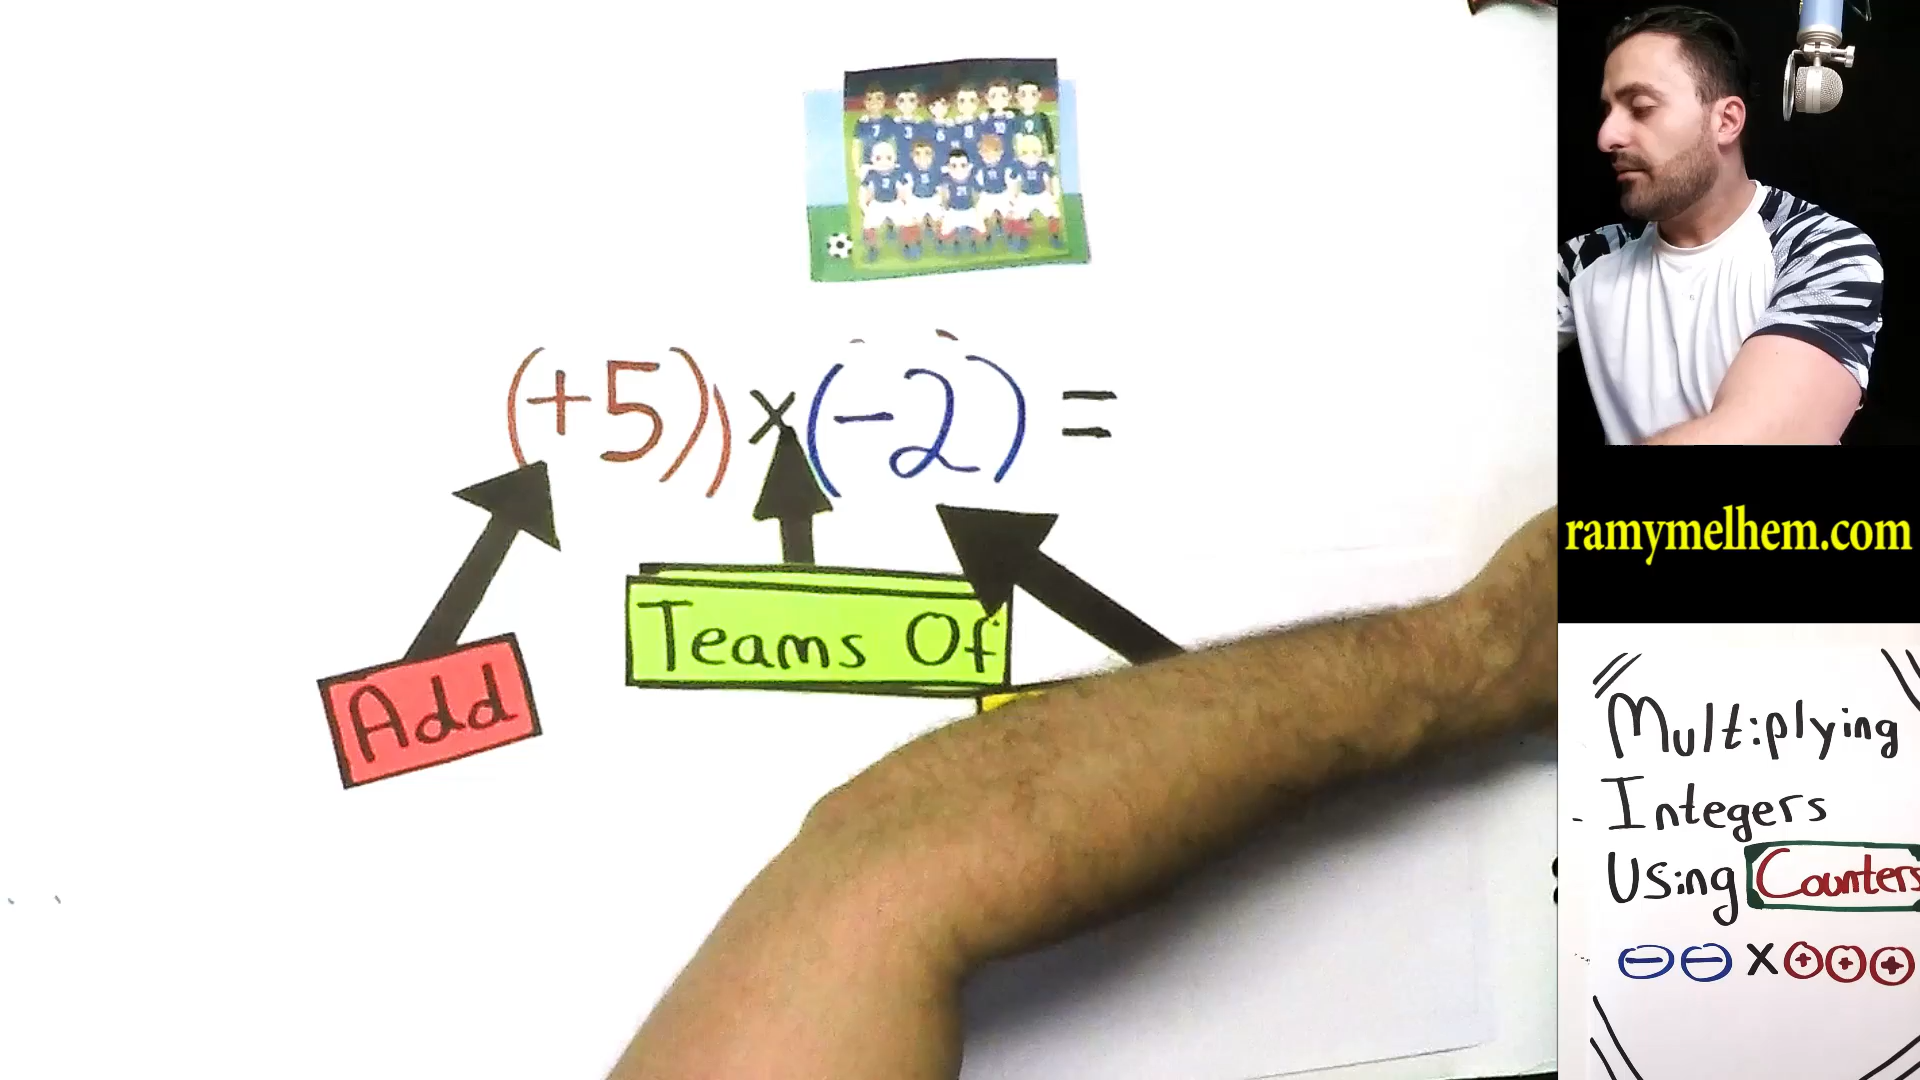 (+5)) × (-2) =
Add
Teams Of
ramymelhem.com
Multiplying
Integers
Using Counters
⊖ ⊖ X ⊕ ⊕ ⊕